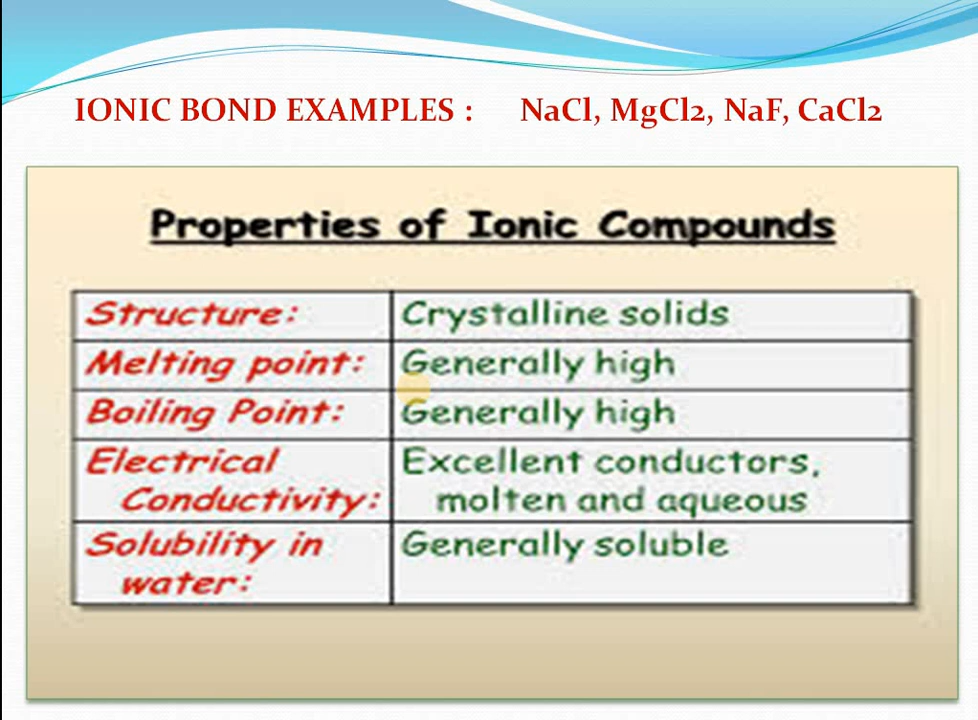 IONIC BOND EXAMPLES : NaCl, MgCl2, NaF, CaCl2
Properties of Ionic Compounds
Structure: Crystalline solids
Melting point: Generally high
Boiling Point: Generally high
Electrical Excellent conductors,
Conductivity: molten and aqueous
Solubility in Generally soluble
water: